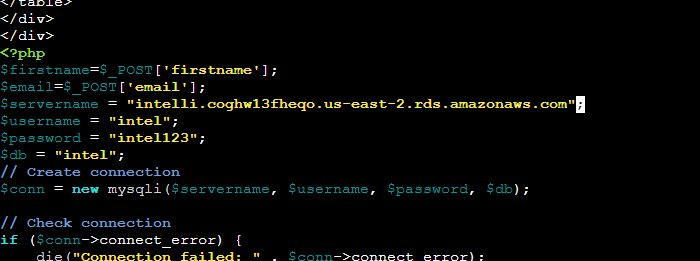 </table>
</div>
</div>
<?php
$firstname=$_POST['firstname'];
$email=$_POST['email'];
$servername = "intelli.coghw13fheqo.us-east-2.rds.amazonaws.com";
$username = "intel";
$password = "intel123";
$db = "intel";
// Create connection
$conn = new mysqli($servername, $username, $password, $db);

// Check connection
if ($conn->connect_error) {
    die("Connection failed: " . $conn->connect_error);